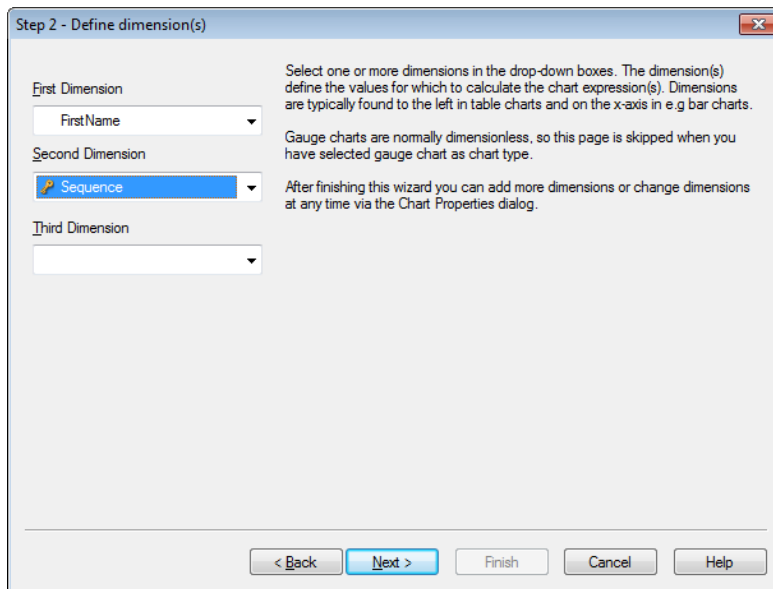 Step 2 - Define dimension(s)
First Dimension
FirstName
Second Dimension
Sequence
Third Dimension
Select one or more dimensions in the drop-down boxes. The dimension(s)
define the values for which to calculate the chart expression(s). Dimensions
are typically found to the left in table charts and on the x-axis in e.g bar charts.
Gauge charts are normally dimensionless, so this page is skipped when you
have selected gauge chart as chart type.
After finishing this wizard you can add more dimensions or change dimensions
at any time via the Chart Properties dialog.
< Back
Next >
Finish
Cancel
Help